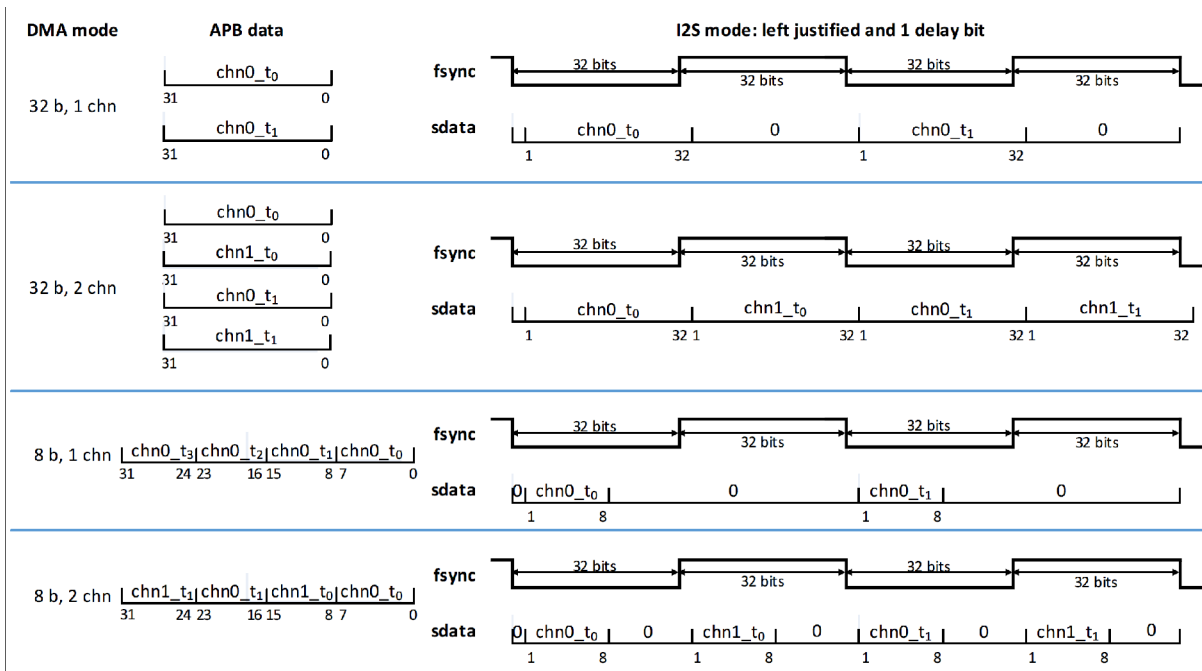 DMA mode APB data I2S mode: left justified and 1 delay bit
32 b, 1 chn
chn0_t0
31 0
chn0_t1
31 0
fsync 32 bits 32 bits 32 bits 32 bits
sdata chn0_t0 0 chn0_t1 0
1 32 1 32
32 b, 2 chn
chn0_t0
31 0
chn1_t0
31 0
chn0_t1
31 0
chn1_t1
31 0
fsync 32 bits 32 bits 32 bits 32 bits
sdata chn0_t0 chn1_t0 chn0_t1 chn1_t1
1 32 1 32 1 32 1 32
8 b, 1 chn
chn0_t3 chn0_t2 chn0_t1 chn0_t0
31 24 23 16 15 8 7 0
fsync 32 bits 32 bits 32 bits 32 bits
sdata 0 chn0_t0 0 chn0_t1 0
1 8 1 8
8 b, 2 chn
chn1_t1 chn0_t1 chn1_t0 chn0_t0
31 24 23 16 15 8 7 0
fsync 32 bits 32 bits 32 bits 32 bits
sdata 0 chn0_t0 0 chn1_t0 0 chn0_t1 0 chn1_t1 0
1 8 1 8 1 8 1 8